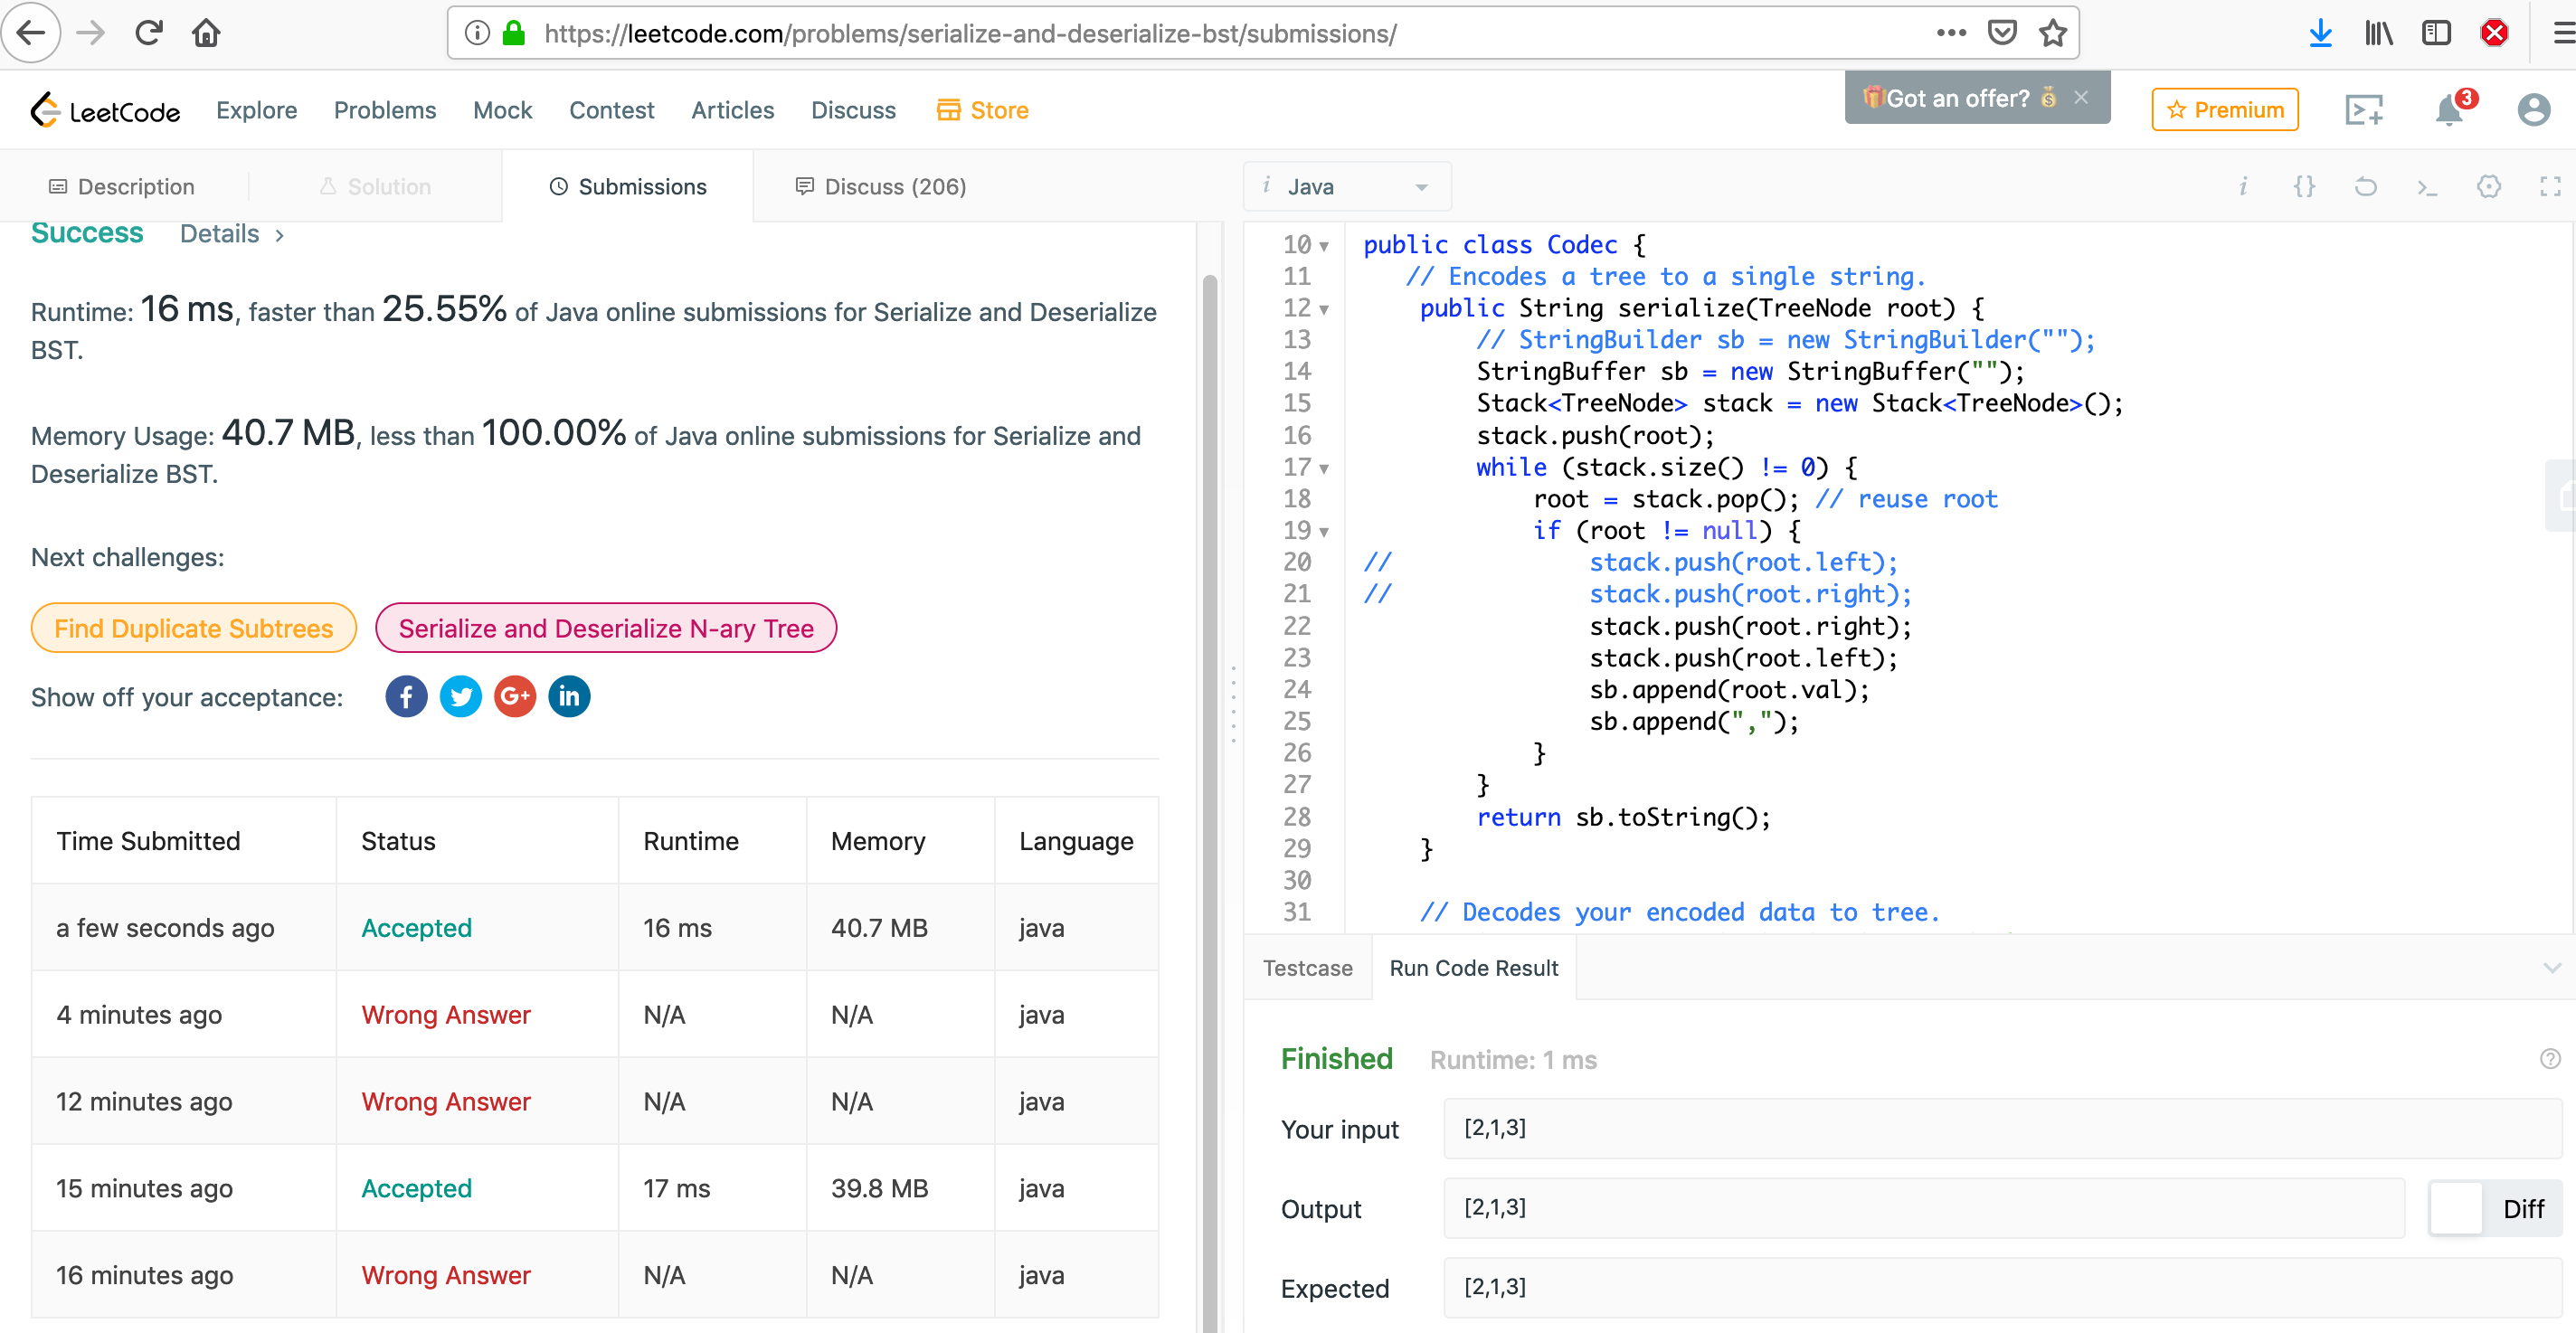 https://leetcode.com/problems/serialize-and-deserialize-bst/submissions/
LeetCode Explore Problems Mock Contest Articles Discuss Store Got an offer? Premium 3
Description Solution Submissions Discuss (206)
Success Details
Runtime: 16 ms, faster than 25.55% of Java online submissions for Serialize and Deserialize
BST.
Memory Usage: 40.7 MB, less than 100.00% of Java online submissions for Serialize and
Deserialize BST.
Next challenges:
Find Duplicate Subtrees Serialize and Deserialize N-ary Tree
Show off your acceptance: f G+ in
Time Submitted Status Runtime Memory Language
a few seconds ago Accepted 16 ms 40.7 MB java
4 minutes ago Wrong Answer N/A N/A java
12 minutes ago Wrong Answer N/A N/A java
15 minutes ago Accepted 17 ms 39.8 MB java
16 minutes ago Wrong Answer N/A N/A java
i Java i {}
10 public class Codec {
11 // Encodes a tree to a single string.
12 public String serialize(TreeNode root) {
13 // StringBuilder sb = new StringBuilder("");
14 StringBuffer sb = new StringBuffer("");
15 Stack<TreeNode> stack = new Stack<TreeNode>();
16 stack.push(root);
17 while (stack.size() != 0) {
18 root = stack.pop(); // reuse root
19 if (root != null) {
20 // stack.push(root.left);
21 // stack.push(root.right);
22 stack.push(root.right);
23 stack.push(root.left);
24 sb.append(root.val);
25 sb.append(",");
26 }
27 }
28 return sb.toString();
29 }
30
31 // Decodes your encoded data to tree.
Testcase Run Code Result
Finished Runtime: 1 ms
Your input [2,1,3]
Output [2,1,3] Diff
Expected [2,1,3]